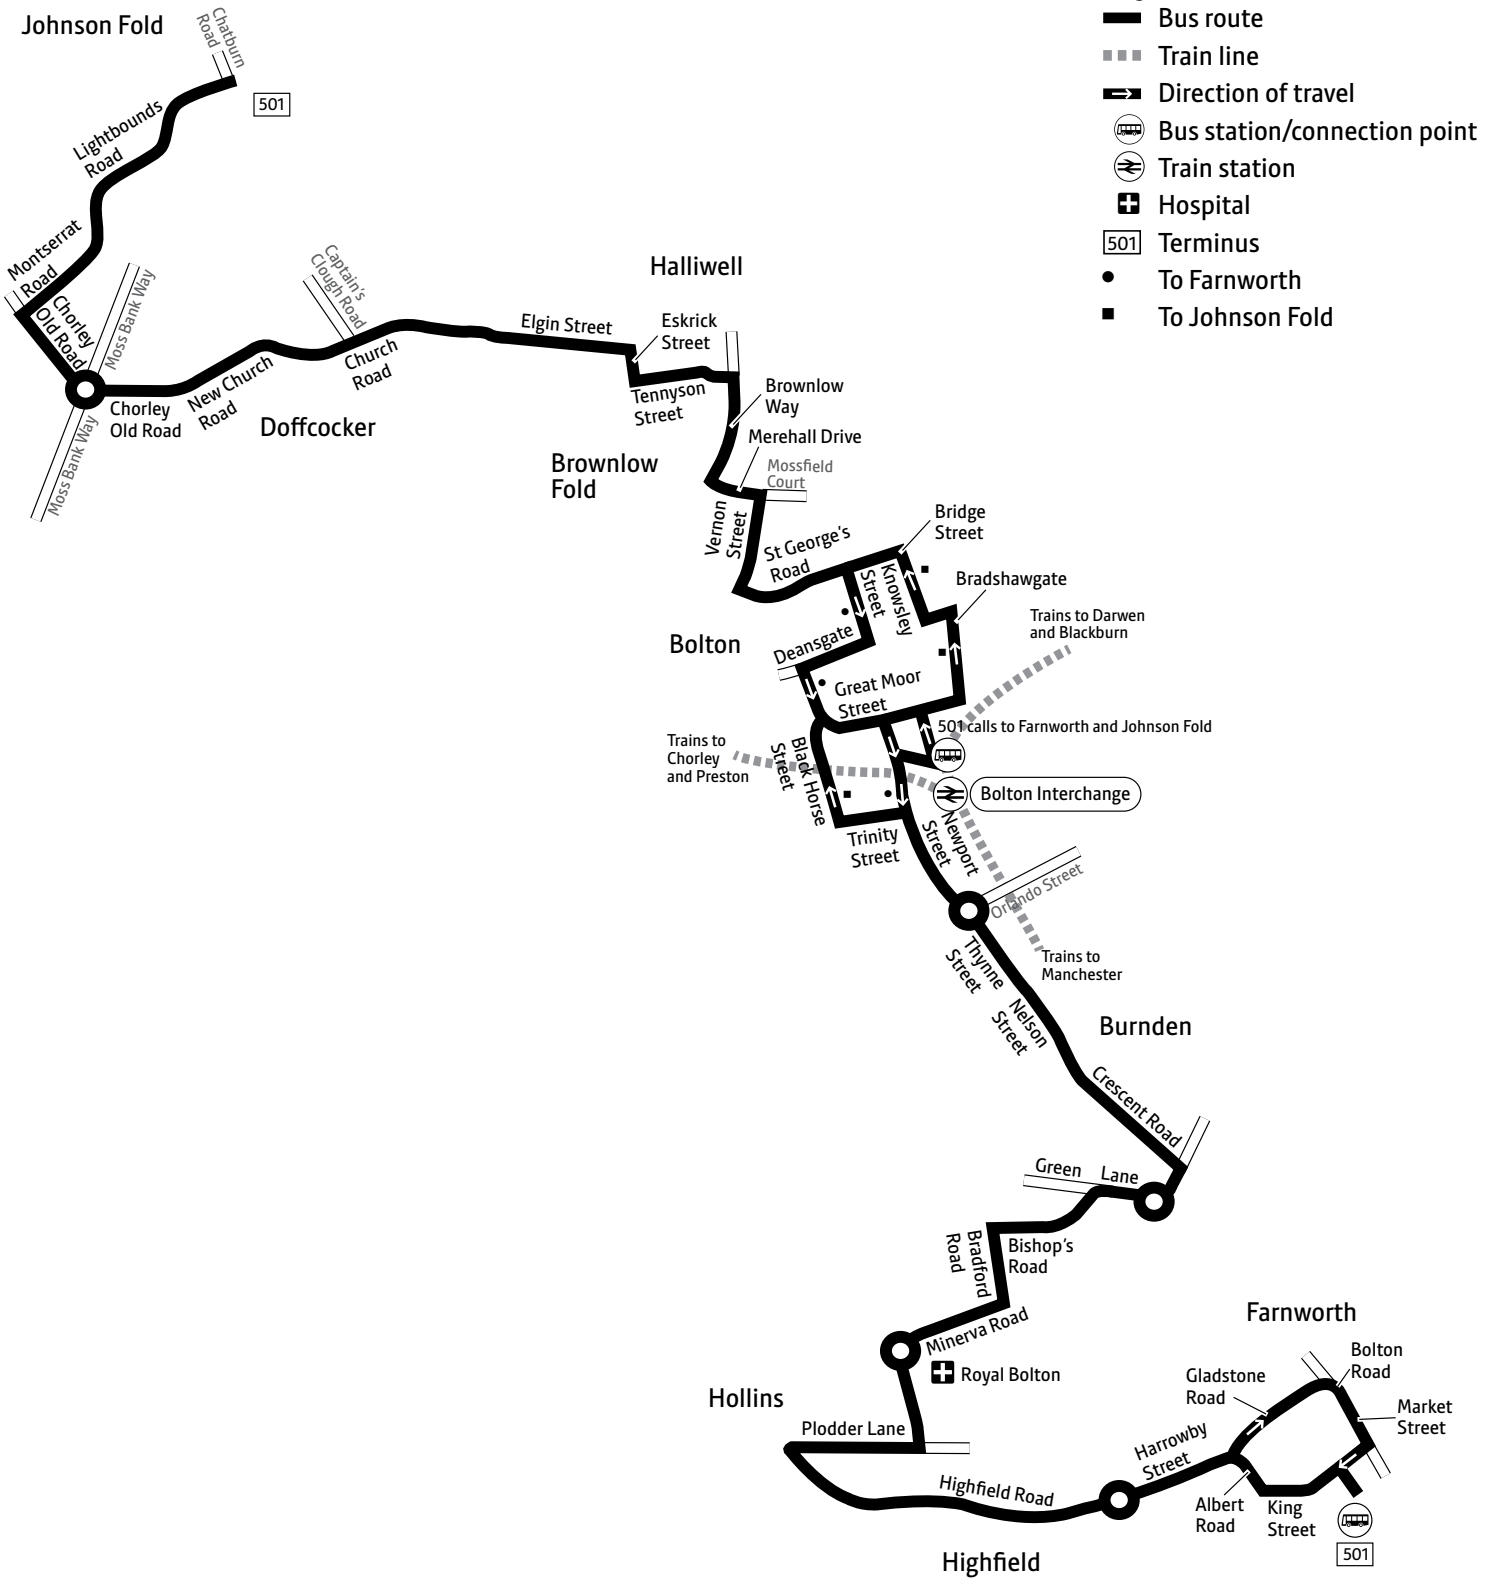 Johnson Fold
Chatburn
Road
501
Lightbounds
Road
Montserrat
Road
Chorley
Old Road
Moss Bank Way
Moss Bank Way
Chorley
Old Road
New Church
Road
Captain's
Clough Road
Church
Road
Doffcocker
Elgin Street
Halliwell
Eskrick
Street
Tennyson
Street
Brownlow
Way
Merehall Drive
Mossfield
Court
Brownlow
Fold
Vernon
Street
St George's
Road
Bridge
Street
Knowsley
Street
Bradshawgate
Trains to Darwen
and Blackburn
Bolton
Deansgate
Great Moor
Street
501 calls to Farnworth and Johnson Fold
Trains to
Chorley
and Preston
Black Horse
Street
Bolton Interchange
Trinity
Street
Newport
Street
Orlando Street
Trains to
Manchester
Thynne
Street
Nelson
Street
Burnden
Crescent Road
Green Lane
Bishop's
Road
Bradford
Road
Minerva Road
Royal Bolton
Hollins
Plodder Lane
Highfield Road
Highfield
Harrowby
Street
Farnworth
Gladstone
Road
Bolton
Road
Market
Street
Albert
Road
King
Street
501
Bus route
Train line
Direction of travel
Bus station/connection point
Train station
Hospital
501 Terminus
To Farnworth
To Johnson Fold